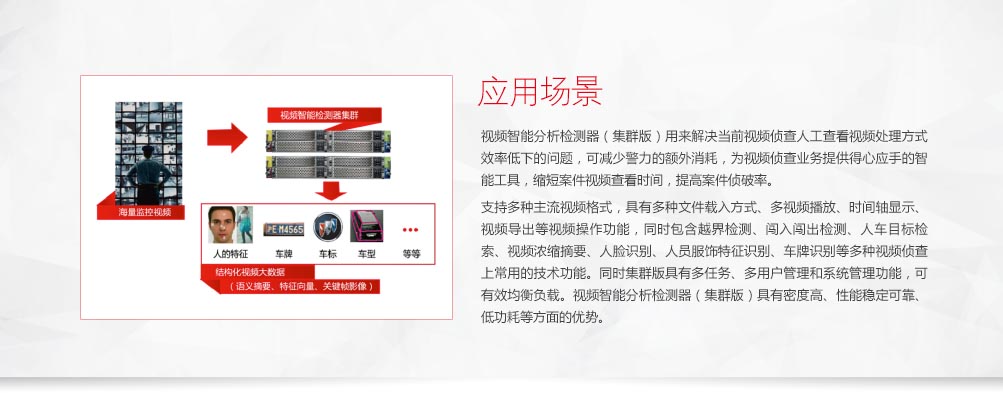 应用场景
视频智能分析检测器（集群版）用来解决当前视频侦查人工查看视频处理方式
效率低下的问题，可减少警力的额外消耗，为视频侦查业务提供得心应手的智
能工具，缩短案件视频查看时间，提高案件侦破率。
支持多种主流视频格式，具有多种文件载入方式、多视频播放、时间轴显示、
视频导出等视频操作功能，同时包含越界检测、闯入闯出检测、人车目标检
索、视频浓缩摘要、人脸识别、人员服饰特征识别、车牌识别等多种视频侦查
上常用的技术功能。同时集群版具有多任务、多用户管理和系统管理功能，可
有效均衡负载。视频智能分析检测器（集群版）具有密度高、性能稳定可靠、
低功耗等方面的优势。
视频智能检测器集群
海量监控视频
E M4565
人的特征
车牌
车标
车型
等等
结构化视频大数据
（语义摘要、特征向量、关键帧影像）